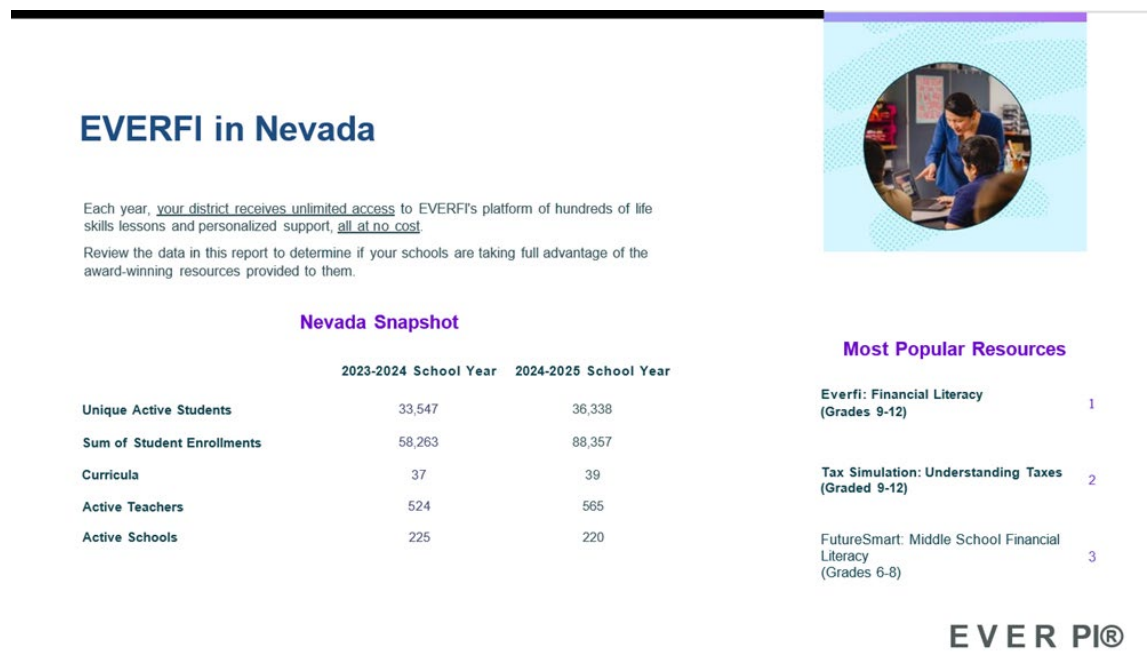 EVERFI in Nevada
Each year, your district receives unlimited access to EVERFI's platform of hundreds of life
skills lessons and personalized support, all at no cost.
Review the data in this report to determine if your schools are taking full advantage of the
award-winning resources provided to them.
Nevada Snapshot
2023-2024 School Year 2024-2025 School Year
Unique Active Students 33,547 36,338
Sum of Student Enrollments 58,263 88,357
Curricula 37 39
Active Teachers 524 565
Active Schools 225 220
Most Popular Resources
Everfi: Financial Literacy
(Grades 9-12) 1
Tax Simulation: Understanding Taxes
(Graded 9-12) 2
FutureSmart: Middle School Financial
Literacy 3
(Grades 6-8)
EVER PI®